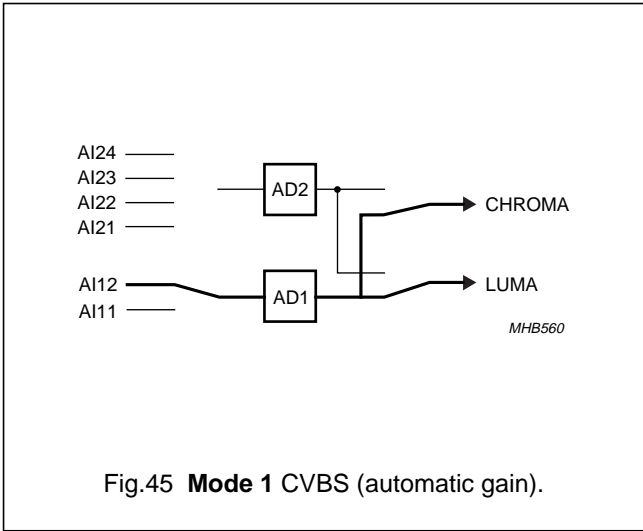 AI24
AI23
AI22
AI21
AD2
CHROMA
AI12
AI11
AD1
LUMA
MHB560
Fig.45 Mode 1 CVBS (automatic gain).